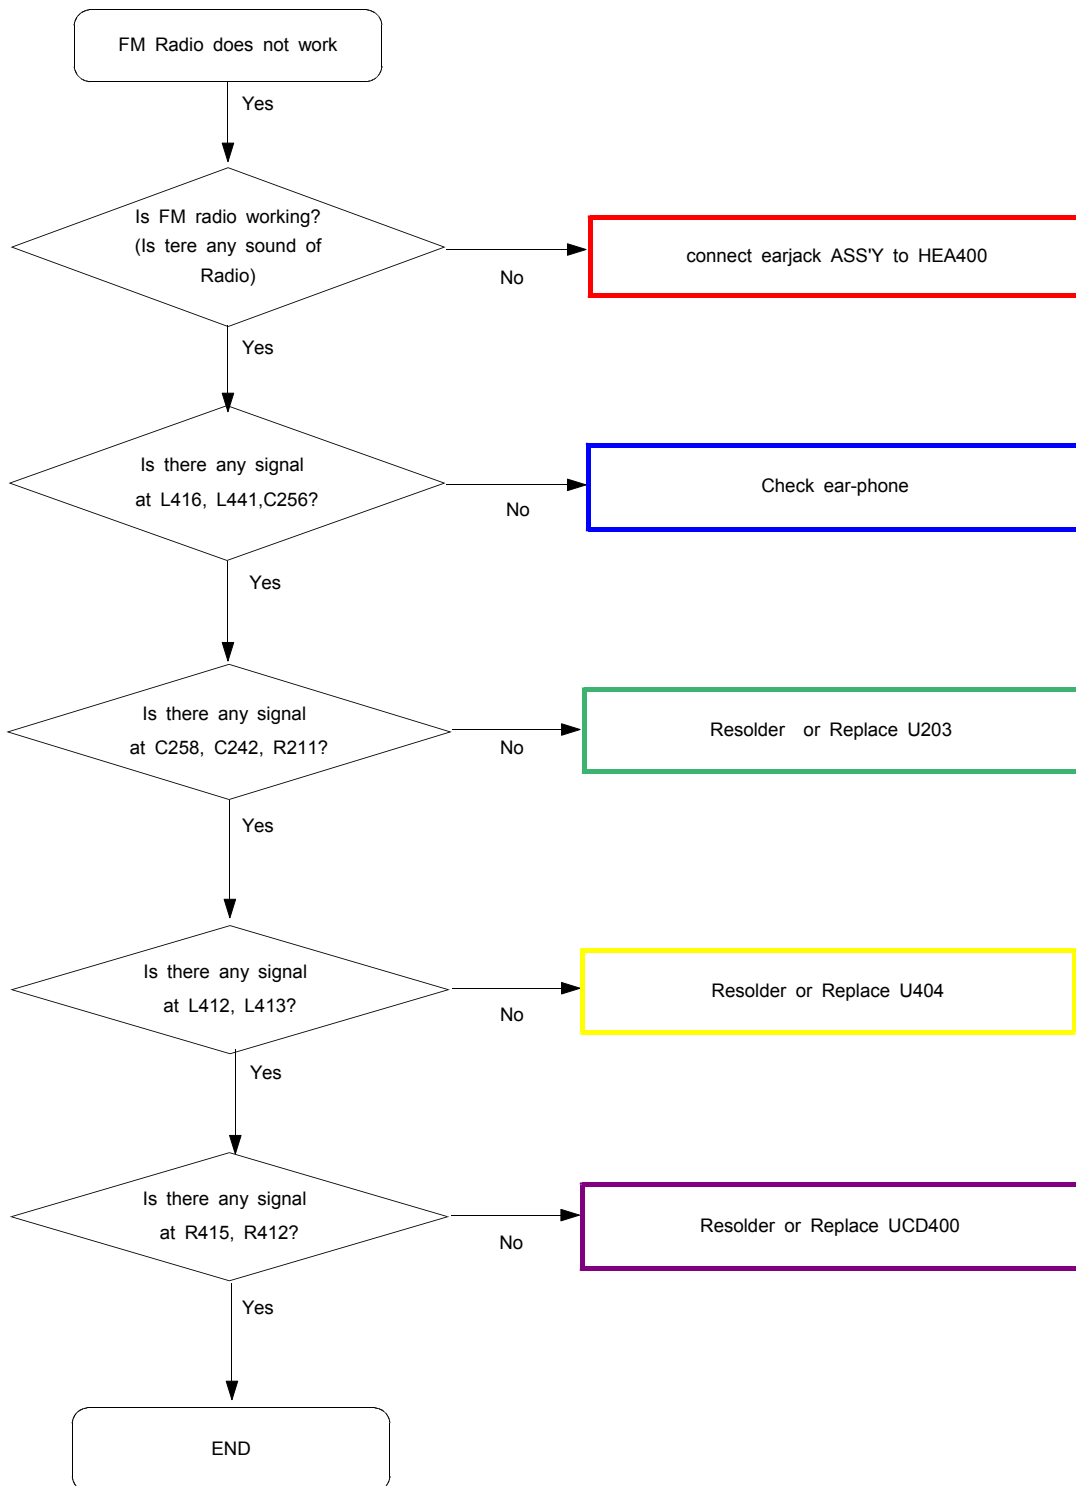 FM Radio does not work
Yes
Is FM radio working?
(Is tere any sound of
Radio)
No
connect earjack ASS'Y to HEA400
Yes
Is there any signal
at L416, L441,C256?
No
Check ear-phone
Yes
Is there any signal
at C258, C242, R211?
No
Resolder or Replace U203
Yes
Is there any signal
at L412, L413?
No
Resolder or Replace U404
Yes
Is there any signal
at R415, R412?
No
Resolder or Replace UCD400
Yes
END